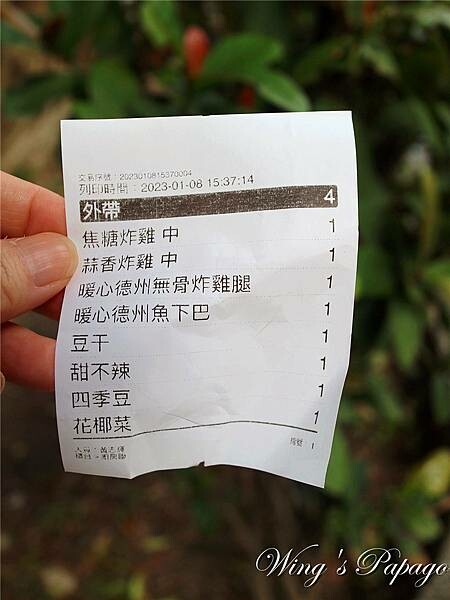 交易序號：2023010815370004
列印時間：2023-01-08 15:37:14
外帶 4
焦糖炸雞 中 1
蒜香炸雞 中 1
暖心德州無骨炸雞腿 1
暖心德州魚下巴 1
豆干 1
甜不辣 1
四季豆 1
花椰菜 1
Wing's Papago